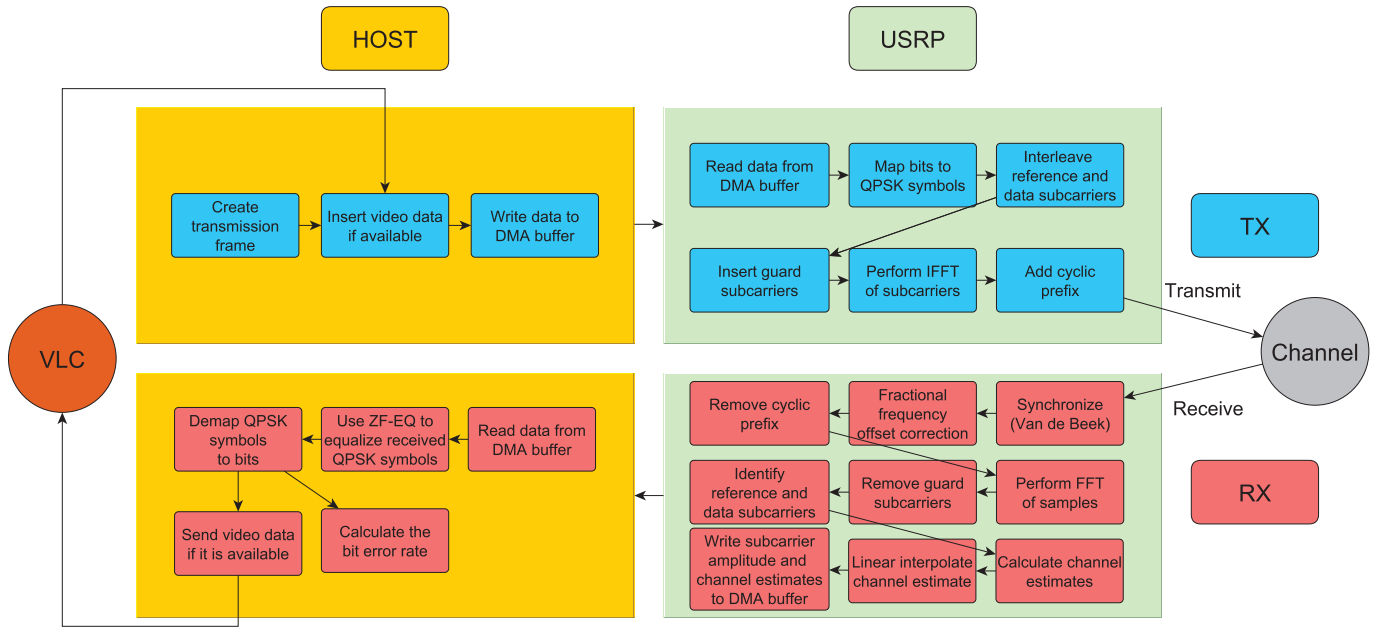 HOST
USRP
Create
transmission
frame
Insert video data
if available
Write data to
DMA buffer
Read data from
DMA buffer
Map bits to
QPSK symbols
Interleave
reference and
data subcarriers
Insert guard
subcarriers
Perform IFFT
of subcarriers
Add cyclic
prefix
TX
Transmit
VLC
Channel
Receive
Demap QPSK
symbols
to bits
Use ZF-EQ to
equalize received
QPSK symbols
Read data from
DMA buffer
Send video data
if it is available
Calculate the
bit error rate
Remove cyclic
prefix
Fractional
frequency
offset correction
Synchronize
(Van de Beek)
Identify
reference and
data subcarriers
Remove guard
subcarriers
Perform FFT
of samples
Write subcarrier
amplitude and
channel estimates
to DMA buffer
Linear interpolate
channel estimate
Calculate channel
estimates
RX